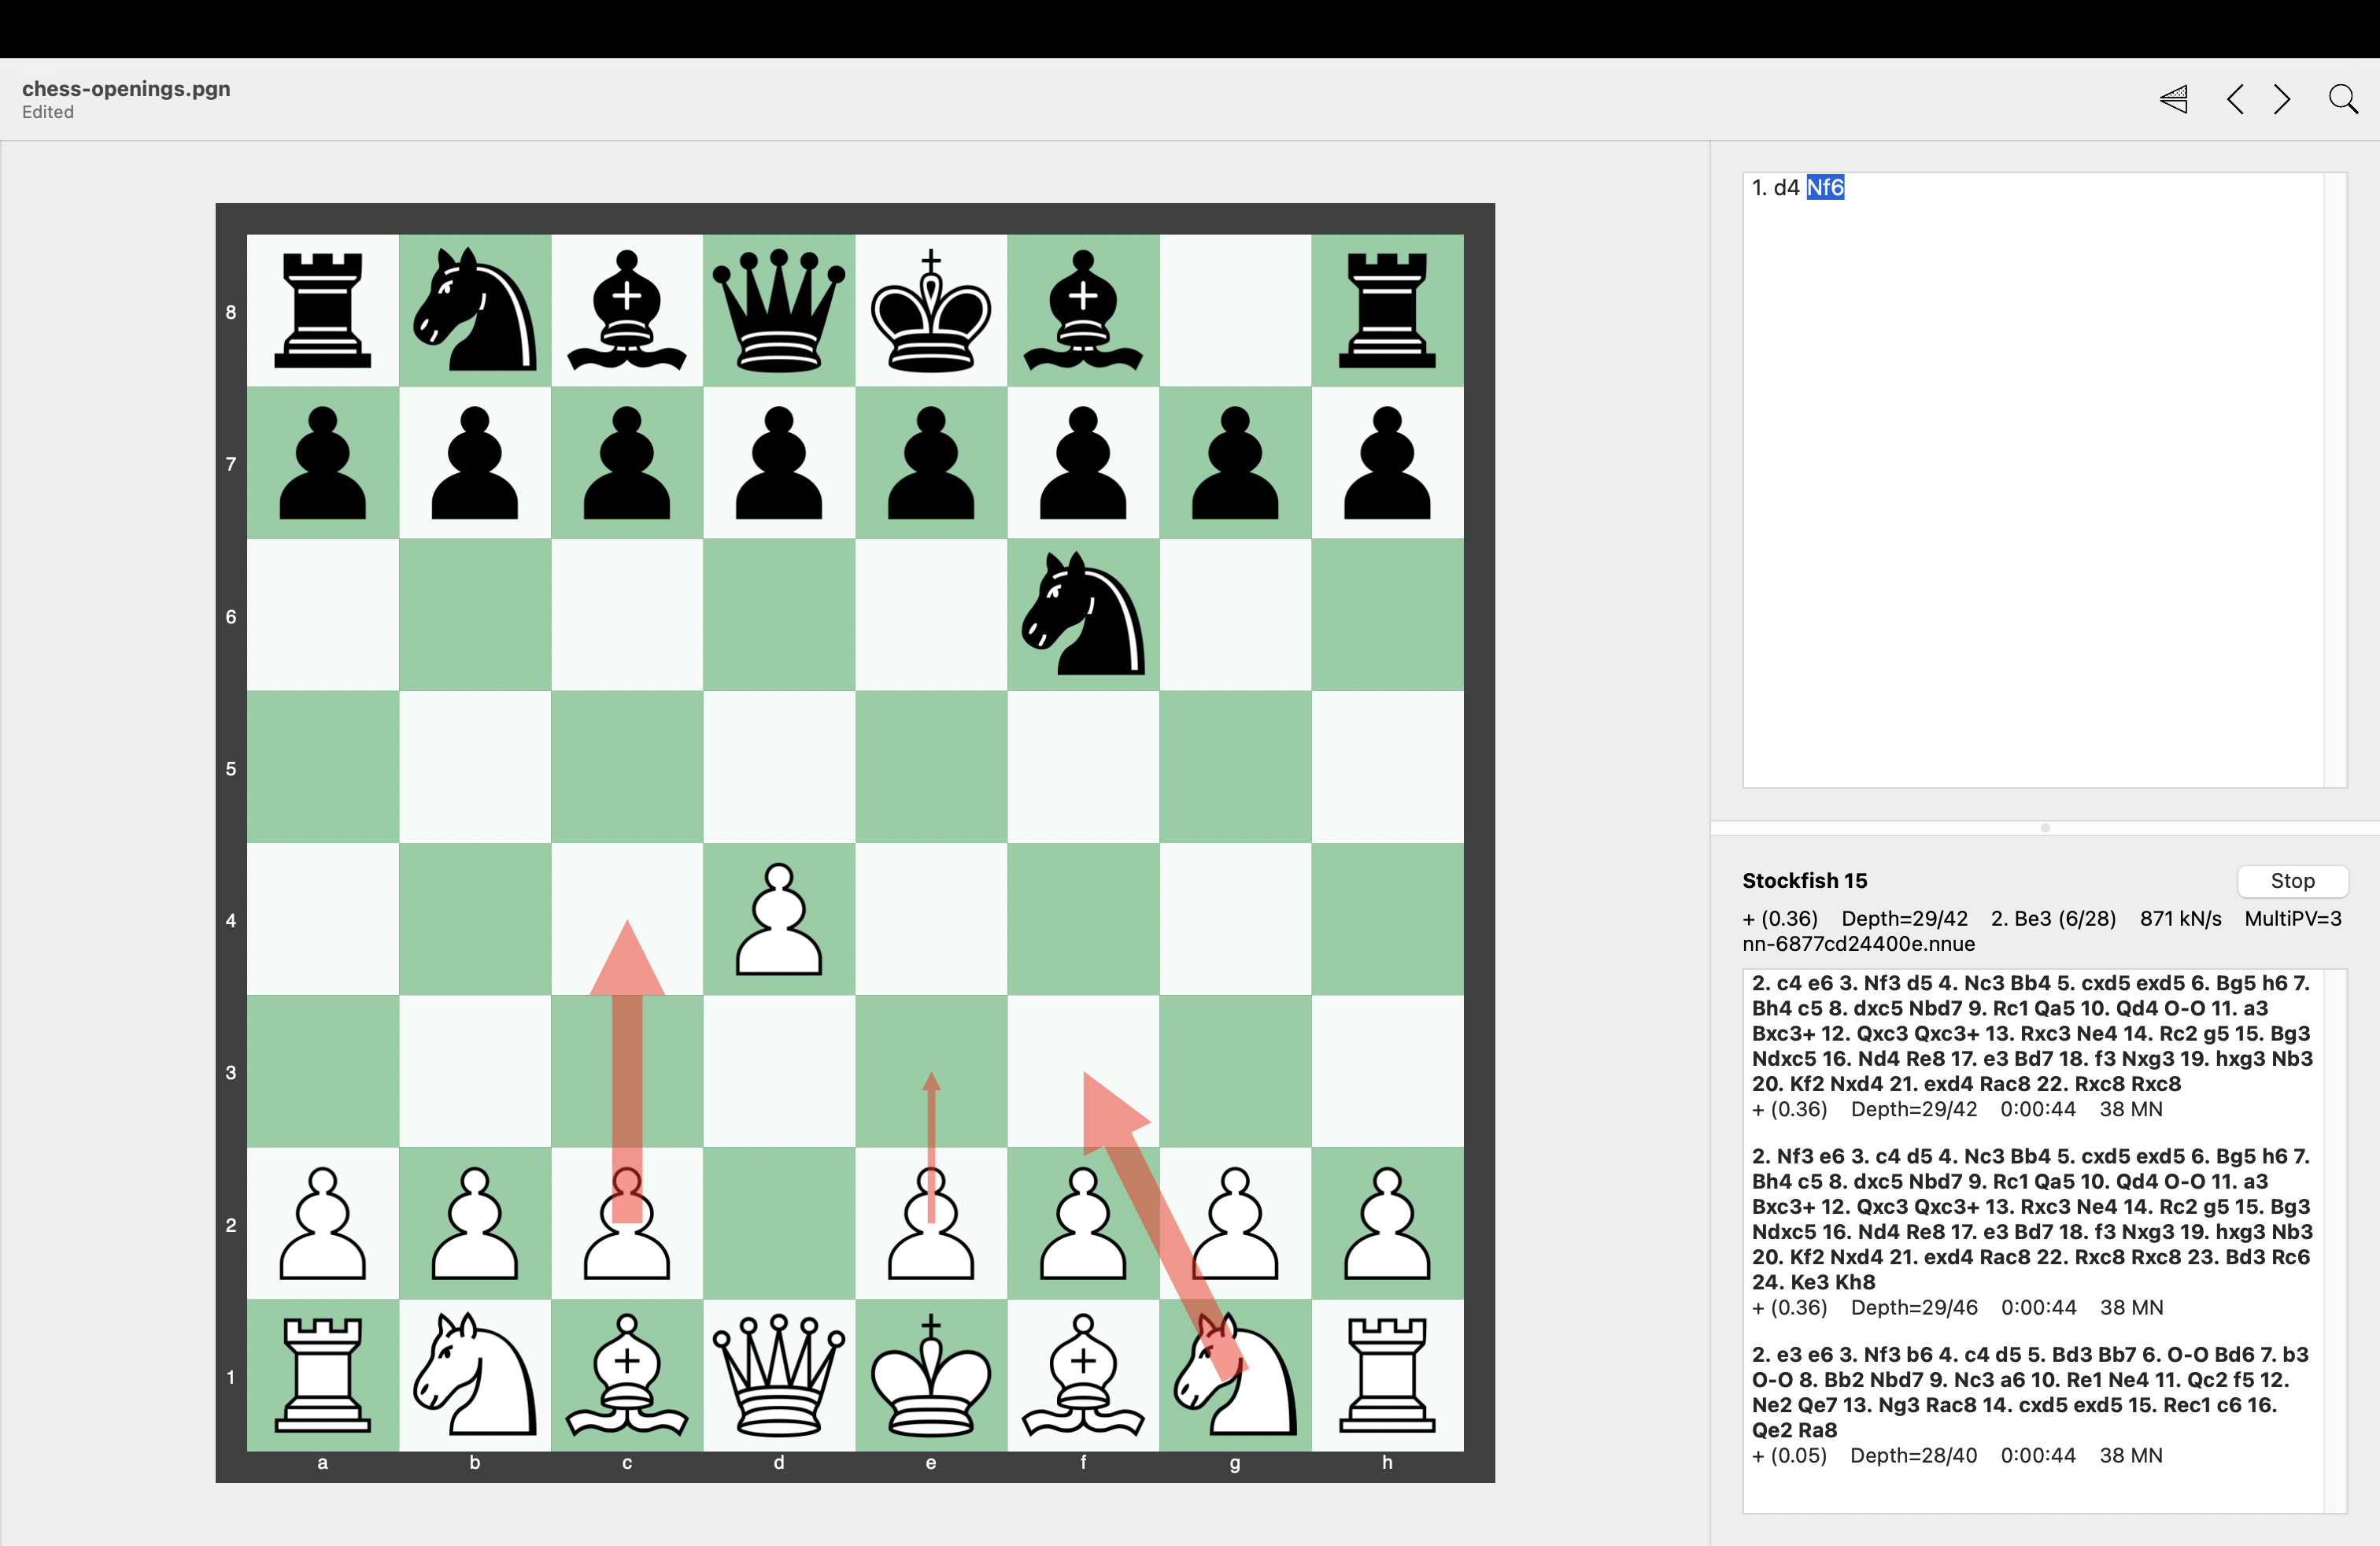 chess-openings.pgn
Edited
8
7
6
5
4
3
2
1
a b c d e f g h
1. d4 Nf6
Stockfish 15
Stop
+ (0.36) Depth=29/42 2. Be3 (6/28) 871 kN/s MultiPV=3
nn-6877cd24400e.nnue
2. c4 e6 3. Nf3 d5 4. Nc3 Bb4 5. cxd5 exd5 6. Bg5 h6 7.
Bh4 c5 8. dxc5 Nbd7 9. Rc1 Qa5 10. Qd4 O-O 11. a3
Bxc3+ 12. Qxc3 Qxc3+ 13. Rxc3 Ne4 14. Rc2 g5 15. Bg3
Ndxc5 16. Nd4 Re8 17. e3 Bd7 18. f3 Nxg3 19. hxg3 Nb3
20. Kf2 Nxd4 21. exd4 Rac8 22. Rxc8 Rxc8
+ (0.36) Depth=29/42 0:00:44 38 MN
2. Nf3 e6 3. c4 d5 4. Nc3 Bb4 5. cxd5 exd5 6. Bg5 h6 7.
Bh4 c5 8. dxc5 Nbd7 9. Rc1 Qa5 10. Qd4 O-O 11. a3
Bxc3+ 12. Qxc3 Qxc3+ 13. Rxc3 Ne4 14. Rc2 g5 15. Bg3
Ndxc5 16. Nd4 Re8 17. e3 Bd7 18. f3 Nxg3 19. hxg3 Nb3
20. Kf2 Nxd4 21. exd4 Rac8 22. Rxc8 Rxc8 23. Bd3 Rc6
24. Ke3 Kh8
+ (0.36) Depth=29/46 0:00:44 38 MN
2. e3 e6 3. Nf3 b6 4. c4 d5 5. Bd3 Bb7 6. O-O Bd6 7. b3
O-O 8. Bb2 Nbd7 9. Nc3 a6 10. Re1 Ne4 11. Qc2 f5 12.
Ne2 Qe7 13. Ng3 Rac8 14. cxd5 exd5 15. Rec1 c6 16.
Qe2 Ra8
+ (0.05) Depth=28/40 0:00:44 38 MN